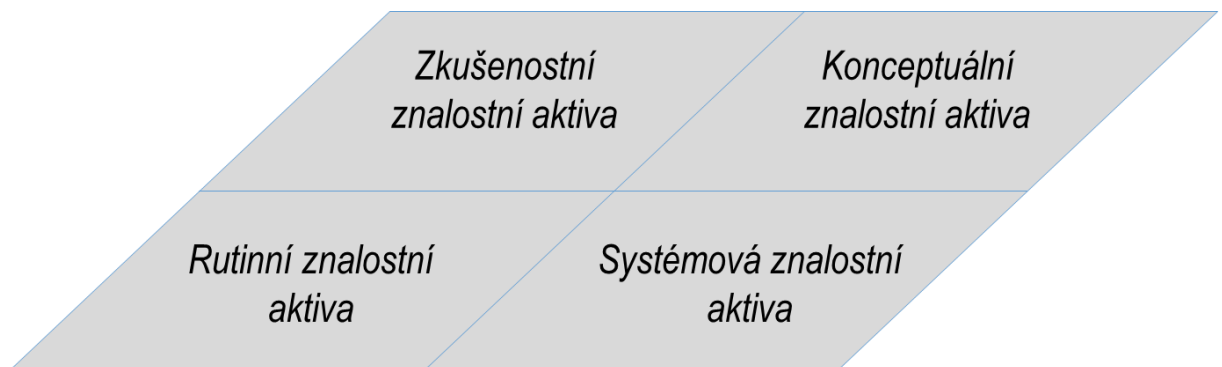 Zkušenostní
znalostní aktiva
Konceptuální
znalostní aktiva
Rutinní znalostní
aktiva
Systémová znalostní
aktiva